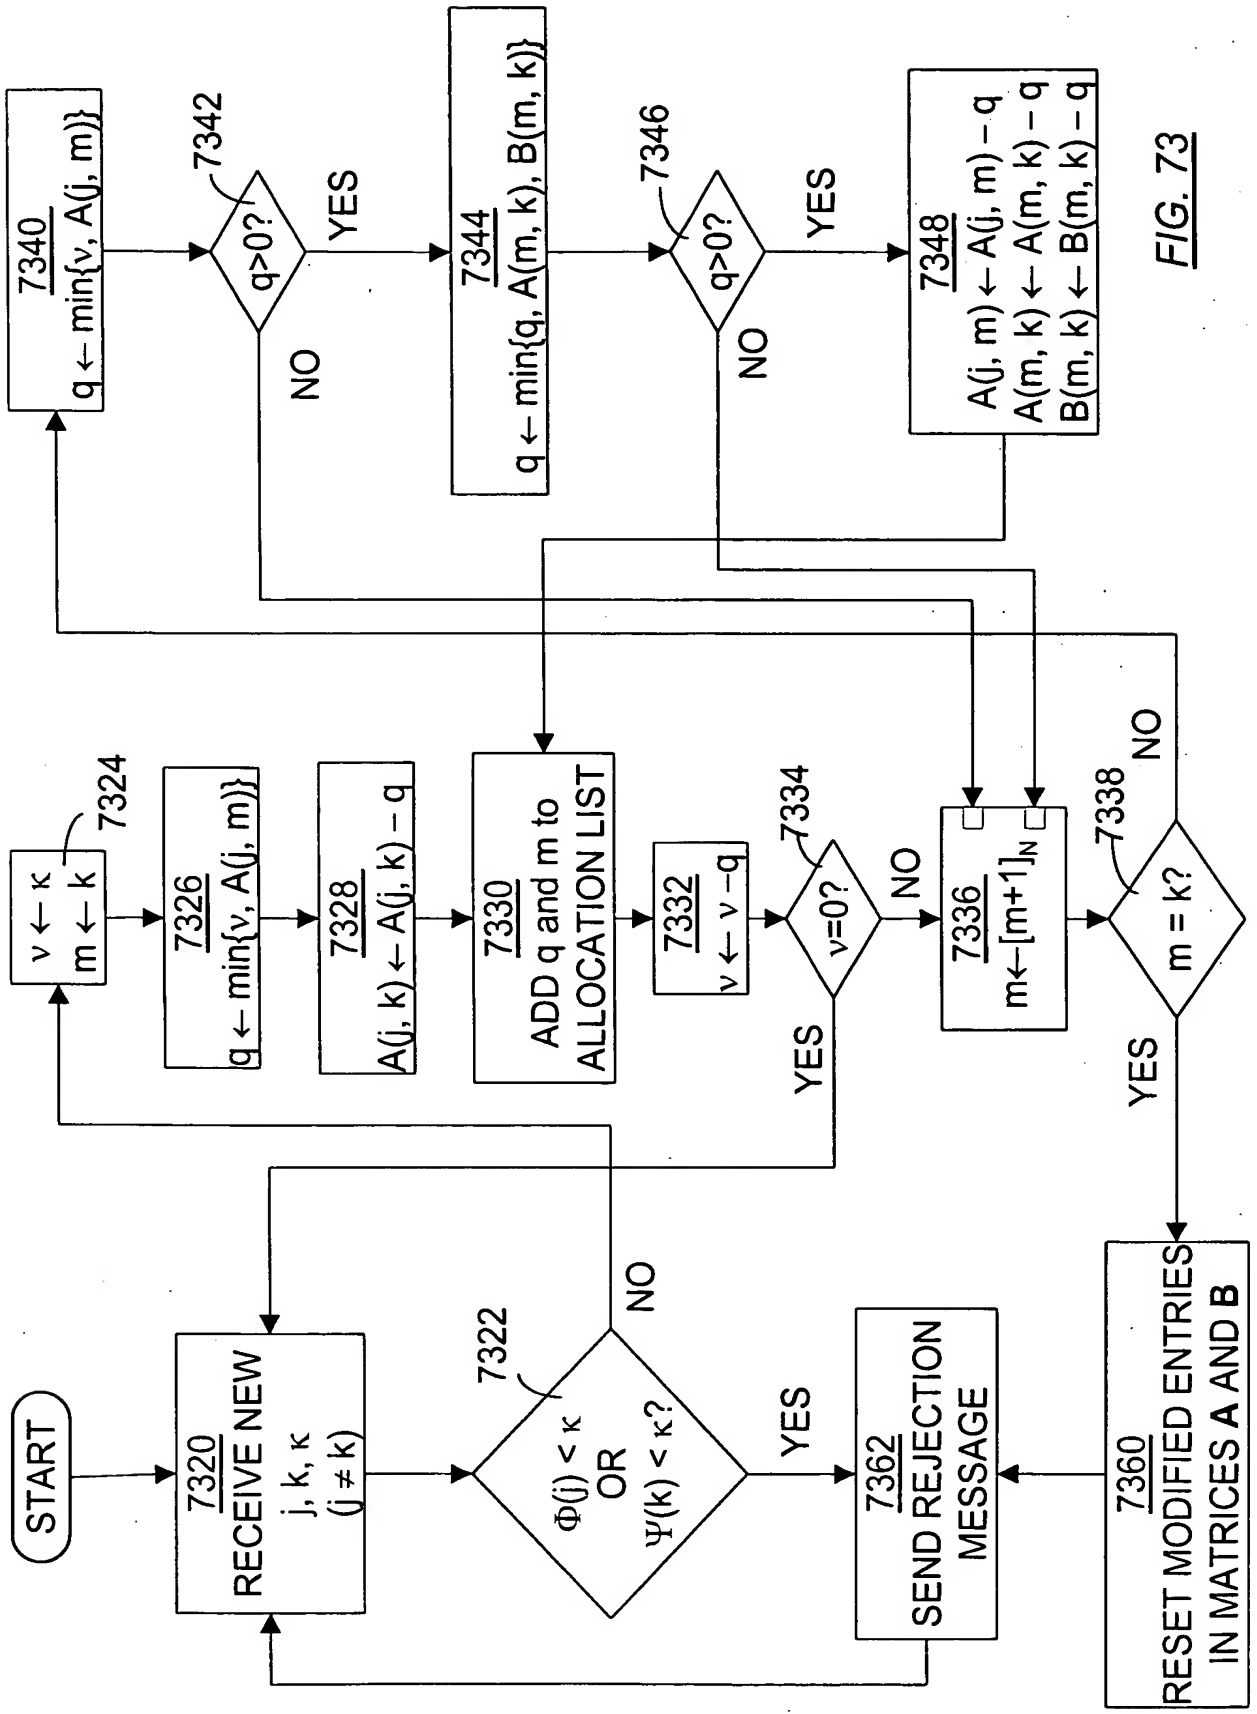 START
7320
RECEIVE NEW
j, k, κ
(j ≠ k)
7322
Φ(j) < κ
OR
Ψ(k) < κ?
NO
YES
7362
SEND REJECTION
MESSAGE
7360
RESET MODIFIED ENTRIES
IN MATRICES A AND B
ν ← κ
m ← k
7324
7326
q ← min{ν, A(j, m)}
7328
A(j, k) ← A(j, k) – q
7330
ADD q and m to
ALLOCATION LIST
7332
ν ← ν –q
7334
ν=0?
YES
NO
7336
m←[m+1]N
7338
m = k?
YES
NO
7340
q ← min{ν, A(j, m)}
7342
q>0?
NO
YES
7344
q ← min{q, A(m, k), B(m, k)}
7346
q>0?
NO
YES
7348
A(j, m) ← A(j, m) – q
A(m, k) ← A(m, k) – q
B(m, k) ← B(m, k) – q
FIG. 73